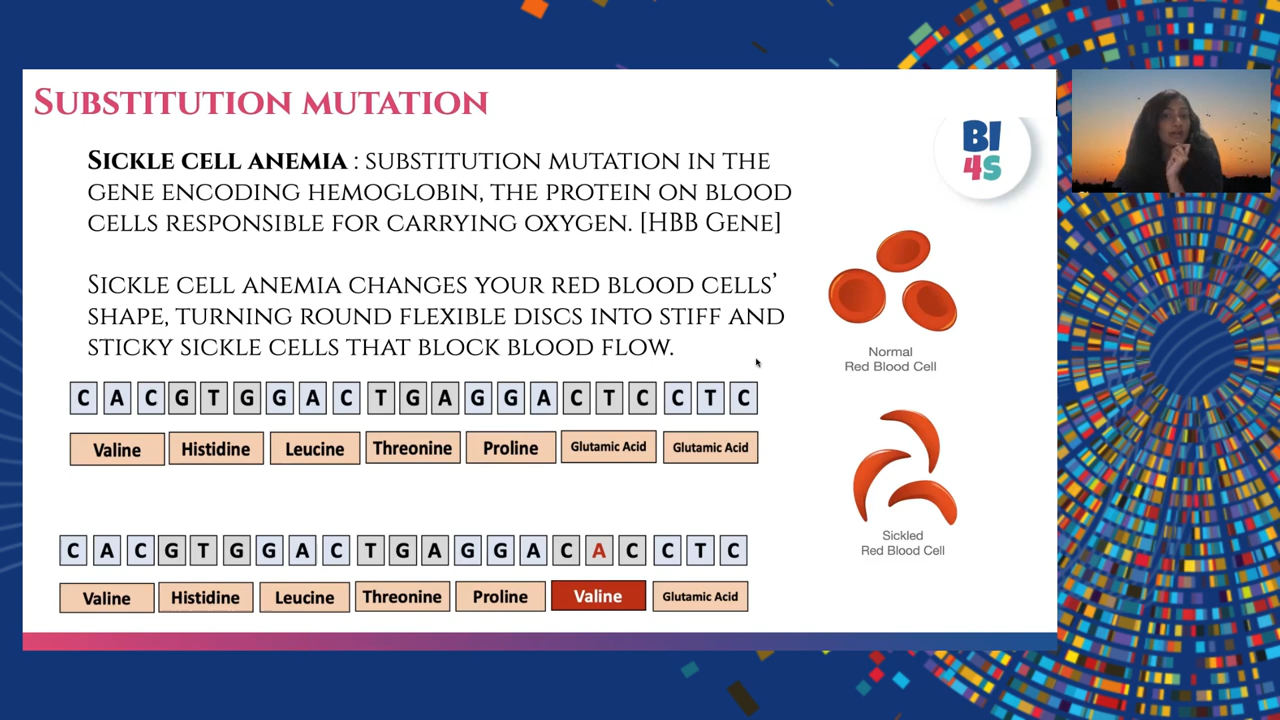 SUBSTITUTION MUTATION
BI
4S
SICKLE CELL ANEMIA : SUBSTITUTION MUTATION IN THE
GENE ENCODING HEMOGLOBIN, THE PROTEIN ON BLOOD
CELLS RESPONSIBLE FOR CARRYING OXYGEN. [HBB GENE]
SICKLE CELL ANEMIA CHANGES YOUR RED BLOOD CELLS’
SHAPE, TURNING ROUND FLEXIBLE DISCS INTO STIFF AND
STICKY SICKLE CELLS THAT BLOCK BLOOD FLOW.
Normal
Red Blood Cell
C A C G T G G A C T G A G G A C T C C T C
Valine Histidine Leucine Threonine Proline Glutamic Acid Glutamic Acid
Sickled
Red Blood Cell
C A C G T G G A C T G A G G A C A C C T C
Valine Histidine Leucine Threonine Proline Valine Glutamic Acid